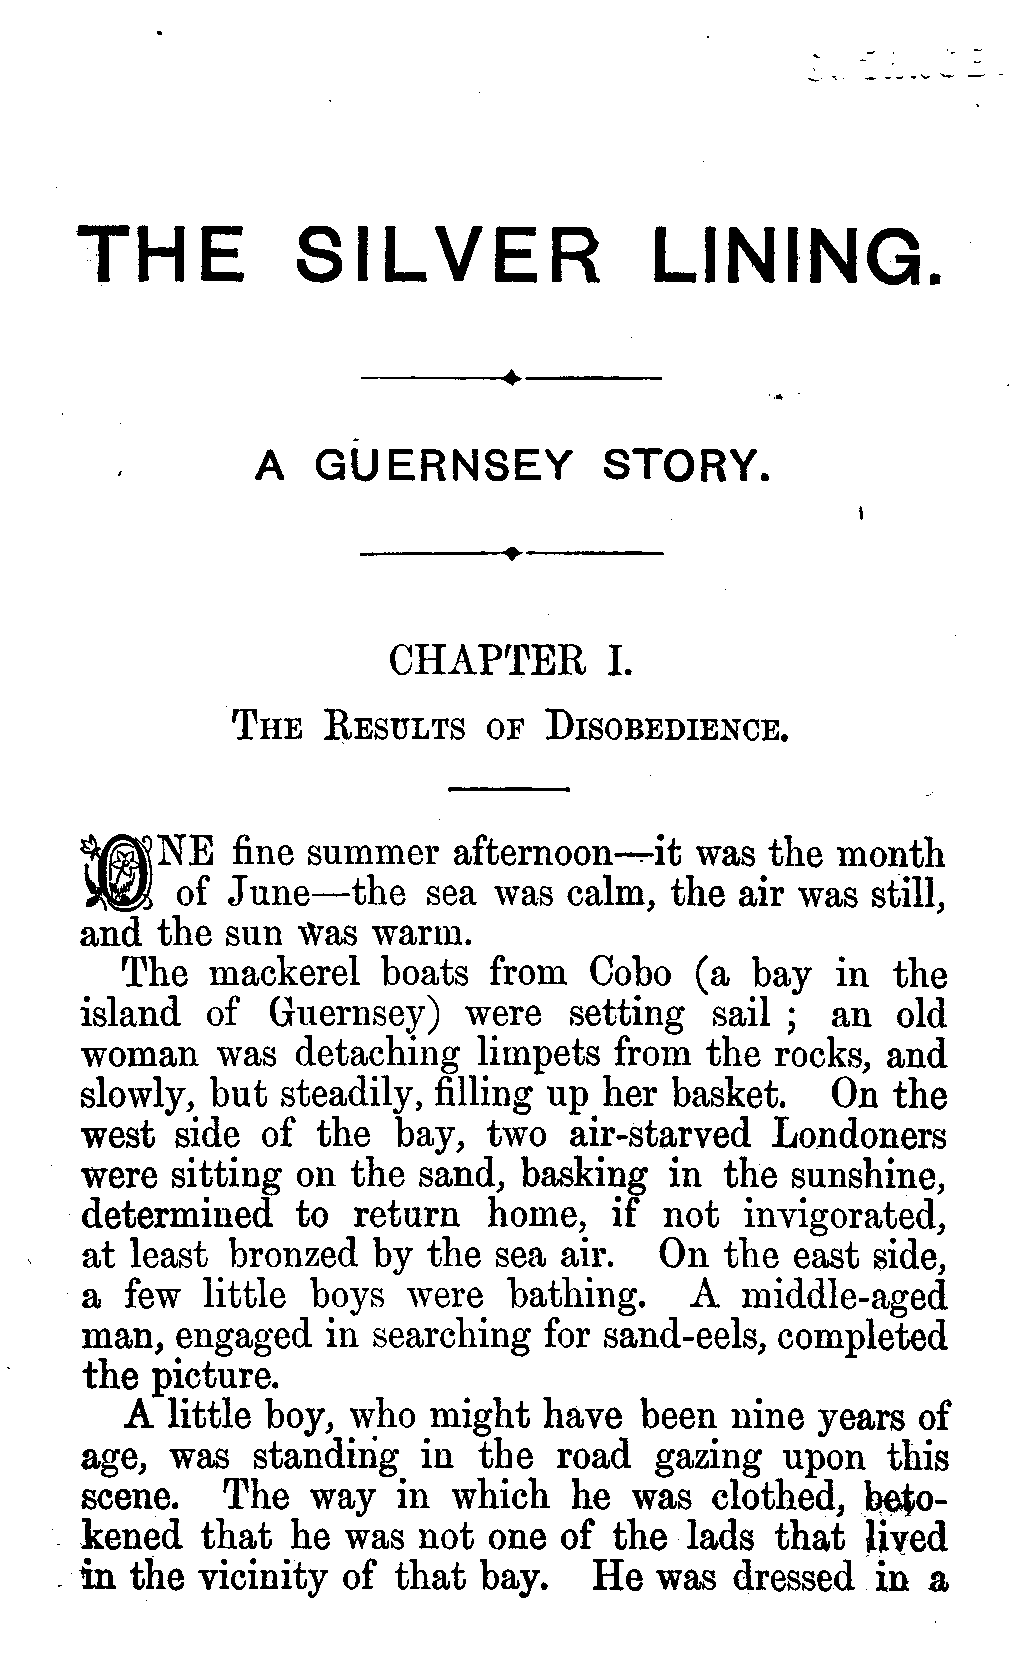 THE SILVER LINING.
A GUERNSEY STORY.
CHAPTER I.
THE RESULTS OF DISOBEDIENCE.
ONE fine summer afternoon—it was the month
of June—the sea was calm, the air was still,
and the sun was warm.
The mackerel boats from Cobo (a bay in the
island of Guernsey) were setting sail ; an old
woman was detaching limpets from the rocks, and
slowly, but steadily, filling up her basket. On the
west side of the bay, two air-starved Londoners
were sitting on the sand, basking in the sunshine,
determined to return home, if not invigorated,
at least bronzed by the sea air. On the east side,
a few little boys were bathing. A middle-aged
man, engaged in searching for sand-eels, completed
the picture.
A little boy, who might have been nine years of
age, was standing in the road gazing upon this
scene. The way in which he was clothed, beto-
kened that he was not one of the lads that lived
in the vicinity of that bay. He was dressed in a